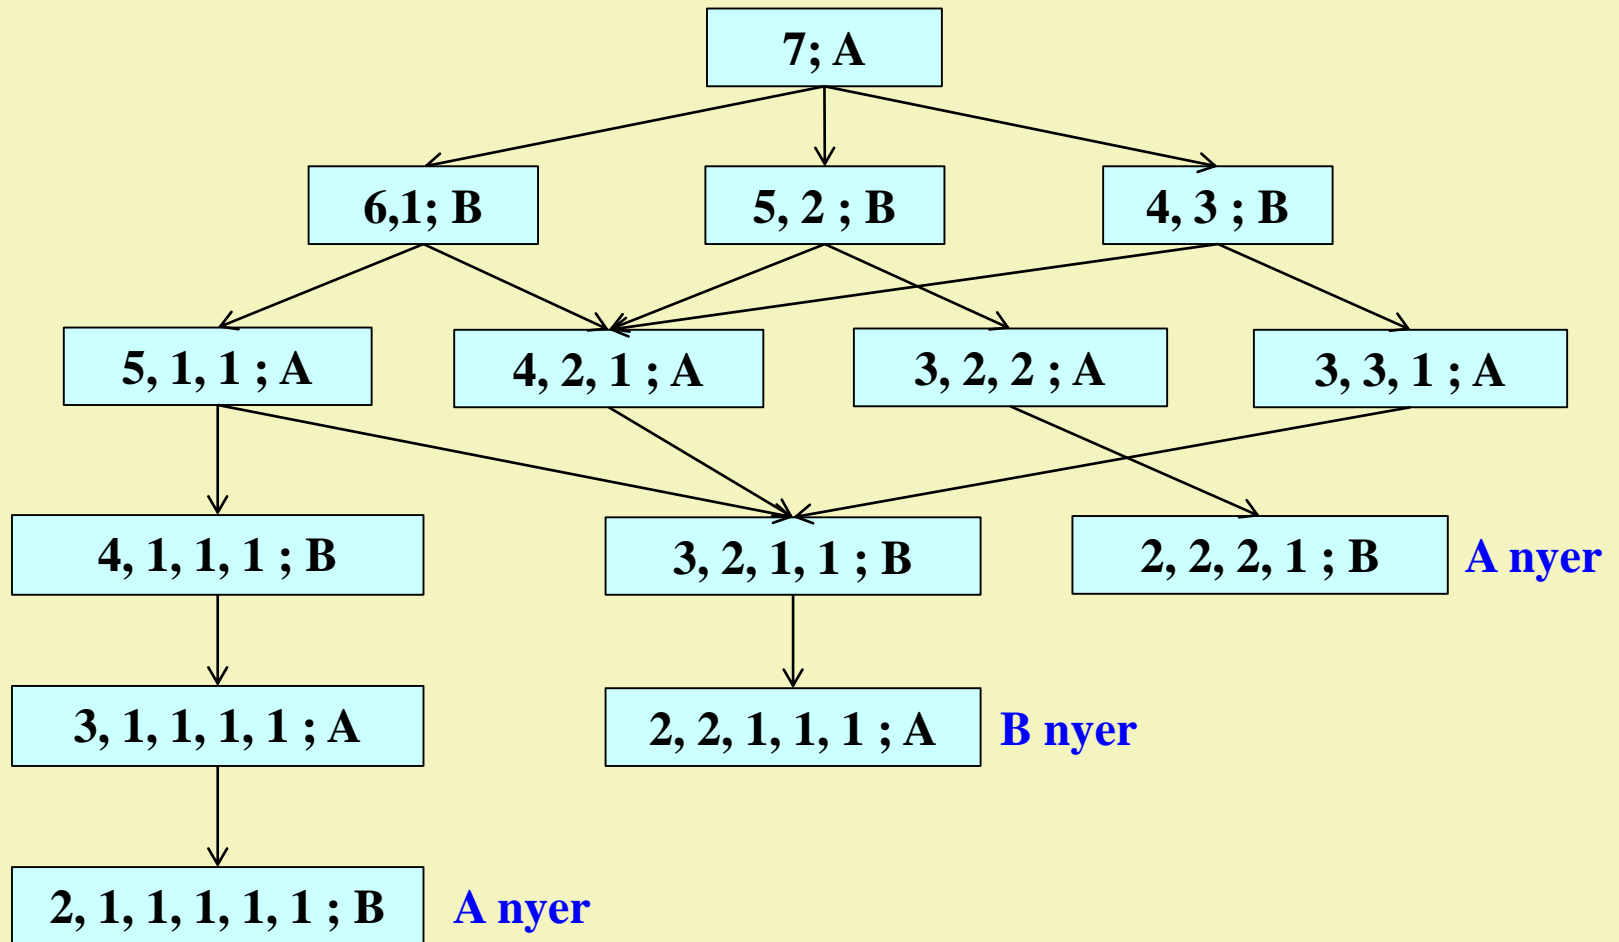 7; A
6,1; B
5, 2 ; B
4, 3 ; B
5, 1, 1 ; A
4, 2, 1 ; A
3, 2, 2 ; A
3, 3, 1 ; A
4, 1, 1, 1 ; B
3, 2, 1, 1 ; B
2, 2, 2, 1 ; B
A nyer
3, 1, 1, 1, 1 ; A
2, 2, 1, 1, 1 ; A
B nyer
2, 1, 1, 1, 1, 1 ; B
A nyer